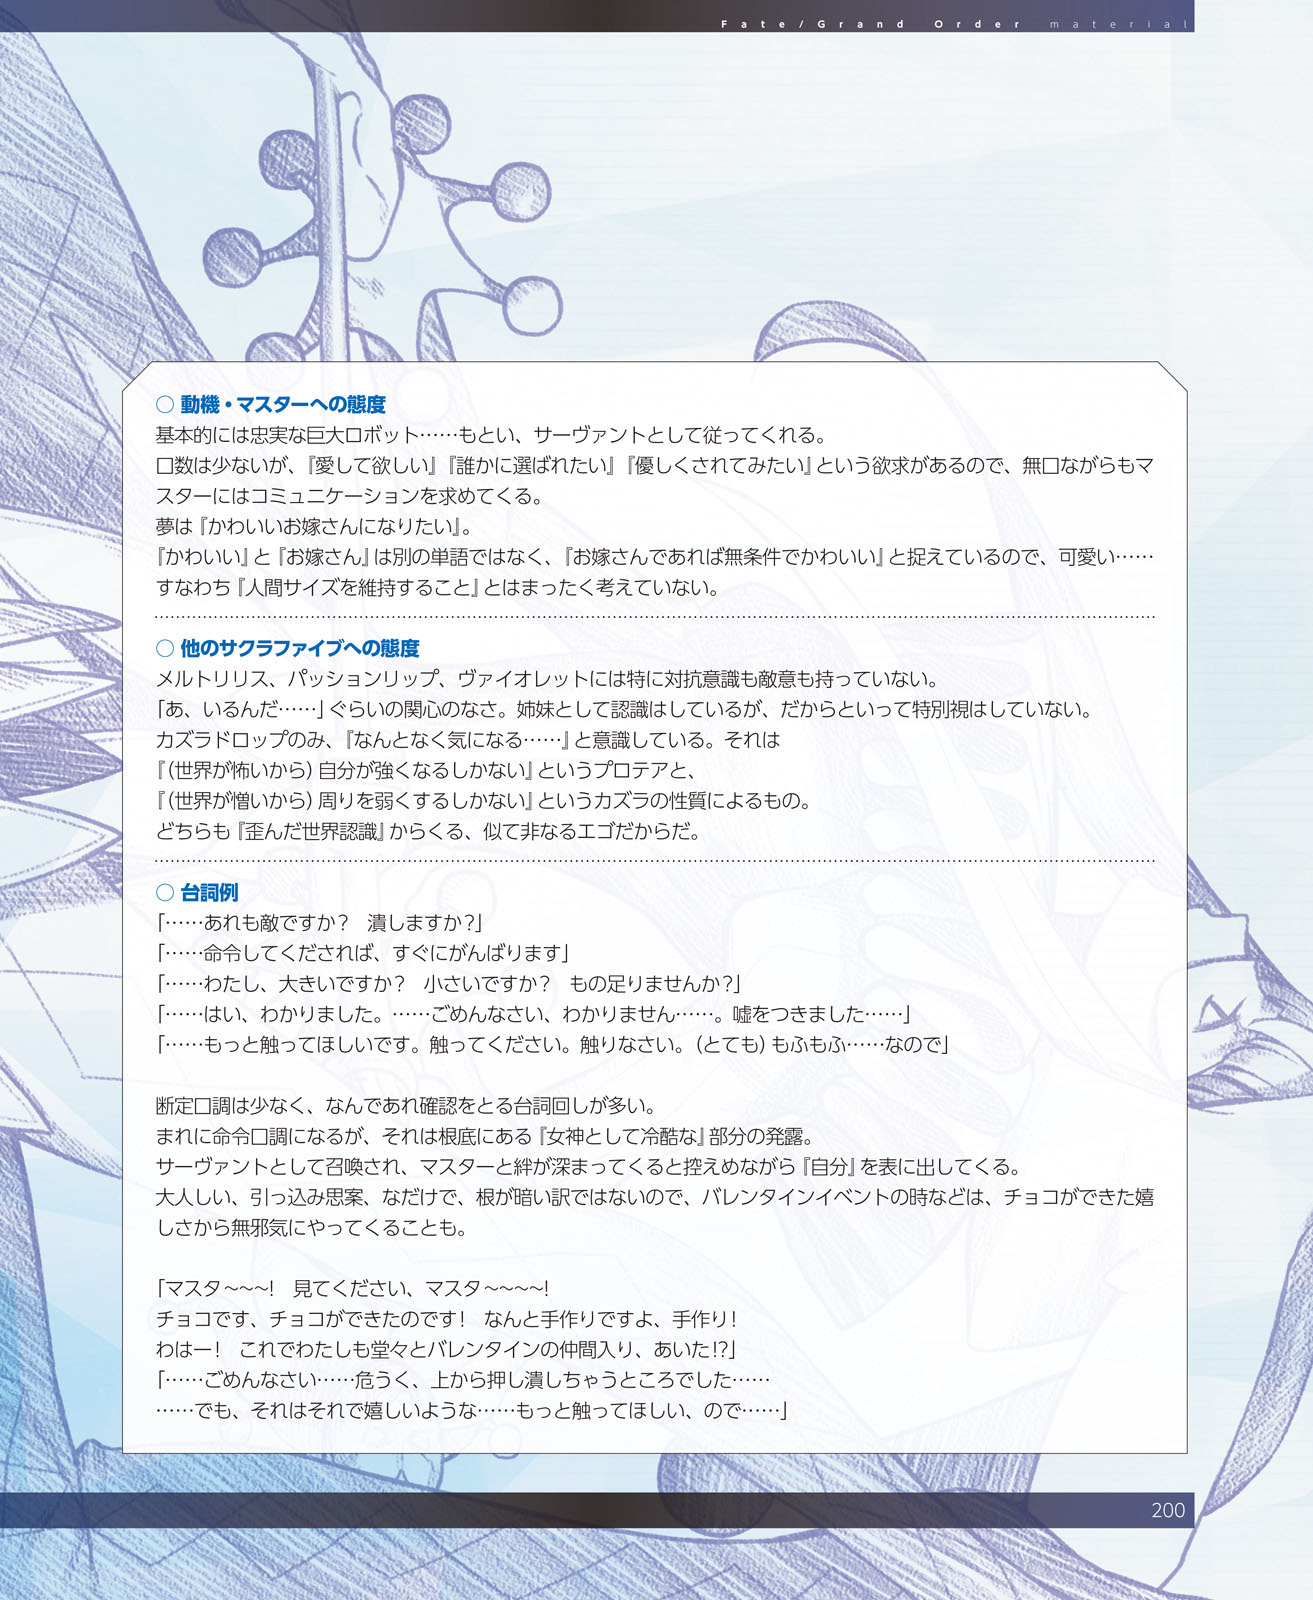 Fate/Grand Order material
○ 動機・マスターへの態度
基本的には忠実な巨大ロボット……もとい、サーヴァントとして従ってくれる。
口数は少ないが、『愛して欲しい』『誰かに選ばれたい』『優しくされてみたい』という欲求があるので、無口ながらもマ
スターにはコミュニケーションを求めてくる。
夢は『かわいいお嫁さんになりたい』。
『かわいい』と『お嫁さん』は別の単語ではなく、『お嫁さんであれば無条件でかわいい』と捉えているので、可愛い……
すなわち『人間サイズを維持すること』とはまったく考えていない。
○ 他のサクラファイブへの態度
メルトリリス、パッションリップ、ヴァイオレットには特に対抗意識も敵意も持っていない。
「あ、いるんだ……」ぐらいの関心のなさ。姉妹として認識はしているが、だからといって特別視はしていない。
カズラドロップのみ、『なんとなく気になる……』と意識している。それは
『（世界が怖いから）自分が強くなるしかない』というプロテアと、
『（世界が憎いから）周りを弱くするしかない』というカズラの性質によるもの。
どちらも『歪んだ世界認識』からくる、似て非なるエゴだからだ。
○ 台詞例
「……あれも敵ですか？　潰しますか？」
「……命令してくだされば、すぐにがんばります」
「……わたし、大きいですか？　小さいですか？　もの足りませんか？」
「……はい、わかりました。……ごめんなさい、わかりません……。嘘をつきました……」
「……もっと触ってほしいです。触ってください。触りなさい。（とても）もふもふ……なので」
断定口調は少なく、なんであれ確認をとる台詞回しが多い。
まれに命令口調になるが、それは根底にある『女神として冷酷な』部分の発露。
サーヴァントとして召喚され、マスターと絆が深まってくると控えめながら『自分』を表に出してくる。
大人しい、引っ込み思案、なだけで、根が暗い訳ではないので、バレンタインイベントの時などは、チョコができた嬉
しさから無邪気にやってくることも。
「マスタ～～～！　見てください、マスタ～～～～！
チョコです、チョコができたのです！　なんと手作りですよ、手作り！
わはー！　これでわたしも堂々とバレンタインの仲間入り、あいた!?」
「……ごめんなさい……危うく、上から押し潰しちゃうところでした……
……でも、それはそれで嬉しいような……もっと触ってほしい、ので……」
200